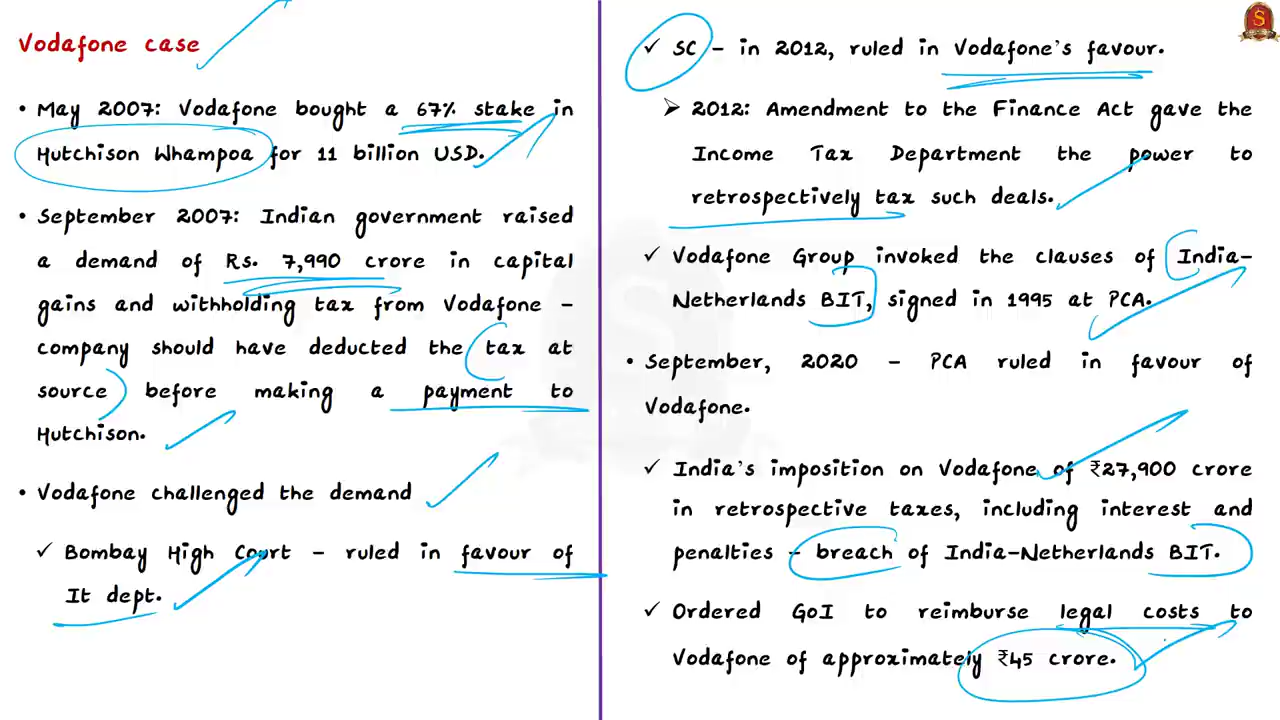 Vodafone case
• May 2007: Vodafone bought a 67% stake in
Hutchison Whampoa for 11 billion USD.
• September 2007: Indian government raised
a demand of Rs. 7,990 crore in capital
gains and withholding tax from Vodafone -
company should have deducted the tax at
source before making a payment to
Hutchison.
• Vodafone challenged the demand
✓ Bombay High Court - ruled in favour of
It dept.
✓ SC - in 2012, ruled in Vodafone's favour.
➢ 2012: Amendment to the Finance Act gave the
Income Tax Department the power to
retrospectively tax such deals.
✓ Vodafone Group invoked the clauses of India-
Netherlands BIT, signed in 1995 at PCA.
• September, 2020 - PCA ruled in favour of
Vodafone.
✓ India's imposition on Vodafone of ₹27,900 crore
in retrospective taxes, including interest and
penalties - breach of India-Netherlands BIT.
✓ Ordered GoI to reimburse legal costs to
Vodafone of approximately ₹45 crore.